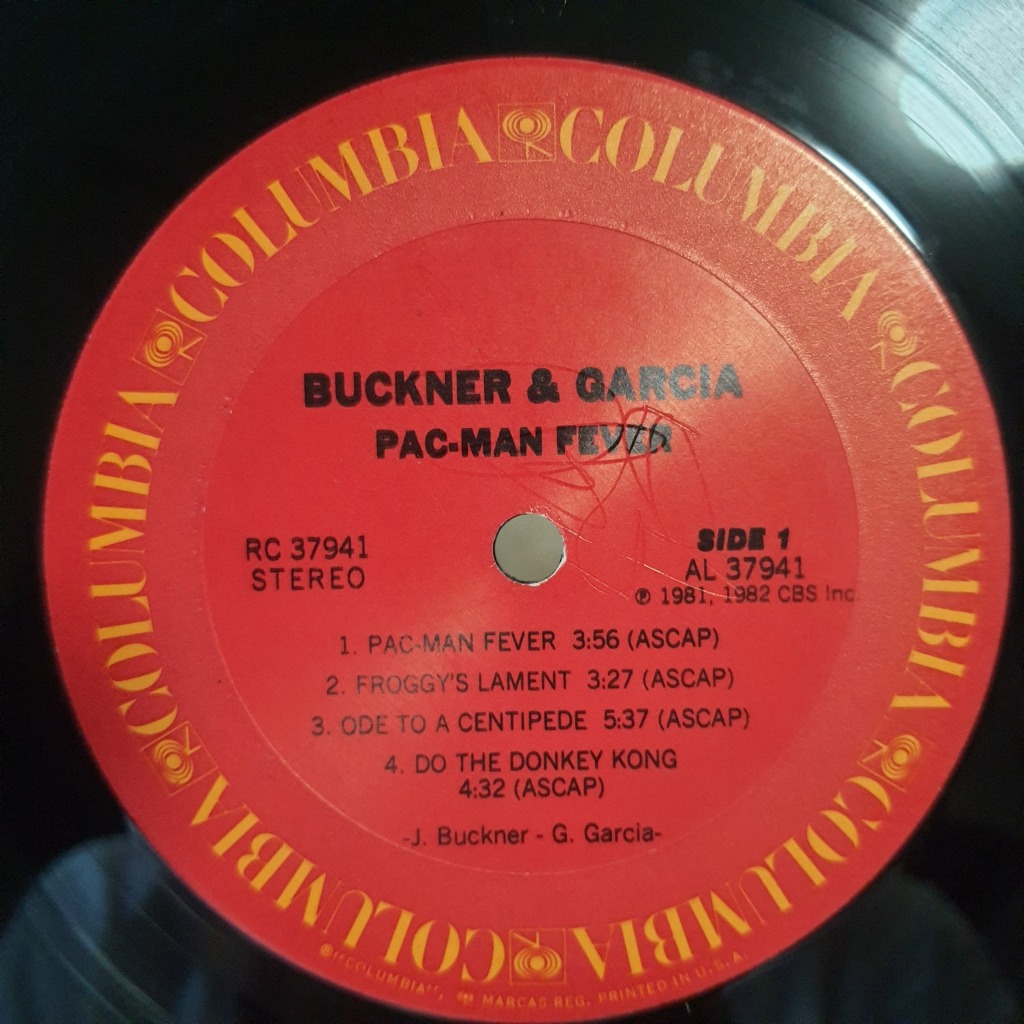 COLUMBIA COLUMBIA COLUMBIA COLUMBIA COLUMBIA COLUMBIA
BUCKNER & GARCIA
PAC-MAN FEVER
RC 37941
STEREO
SIDE 1
AL 37941
℗ 1981, 1982 CBS Inc.
1. PAC-MAN FEVER 3:56 (ASCAP)
2. FROGGY'S LAMENT 3:27 (ASCAP)
3. ODE TO A CENTIPEDE 5:37 (ASCAP)
4. DO THE DONKEY KONG
4:32 (ASCAP)
-J. Buckner - G. Garcia-
"COLUMBIA", MARCAS REG. PRINTED IN U.S.A.